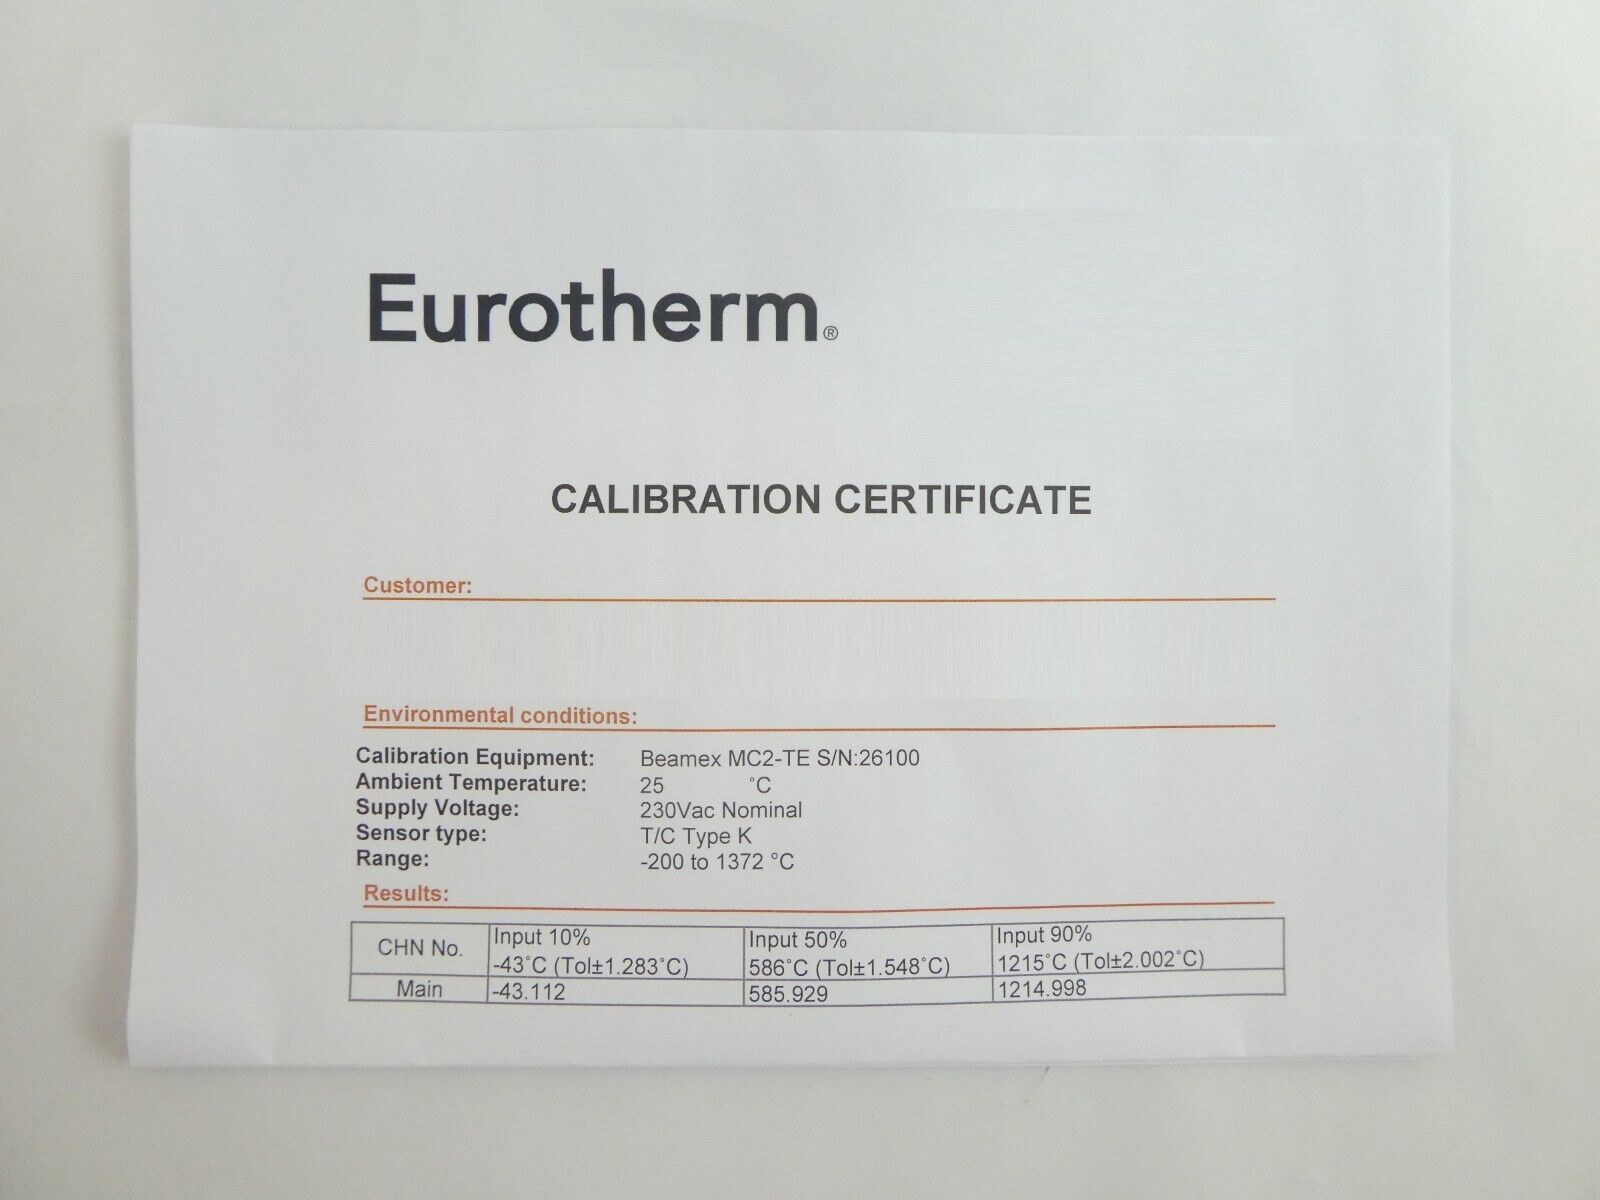 Eurotherm®
CALIBRATION CERTIFICATE
Customer:
Environmental conditions:
Calibration Equipment: Beamex MC2-TE S/N:26100
Ambient Temperature: 25 °C
Supply Voltage: 230Vac Nominal
Sensor type: T/C Type K
Range: -200 to 1372 °C
Results:
CHN No. Input 10% Input 50% Input 90%
-43°C (Tol±1.283°C) 586°C (Tol±1.548°C) 1215°C (Tol±2.002°C)
Main -43.112 585.929 1214.998